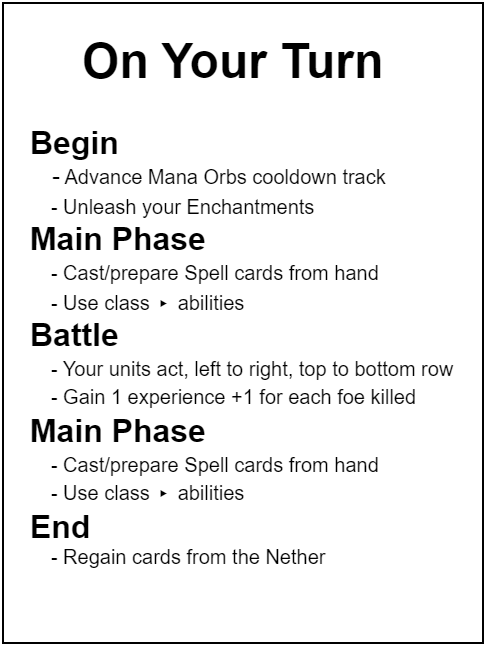 On Your Turn
Begin
- Advance Mana Orbs cooldown track
- Unleash your Enchantments
Main Phase
- Cast/prepare Spell cards from hand
- Use class ‣ abilities
Battle
- Your units act, left to right, top to bottom row
- Gain 1 experience +1 for each foe killed
Main Phase
- Cast/prepare Spell cards from hand
- Use class ‣ abilities
End
- Regain cards from the Nether